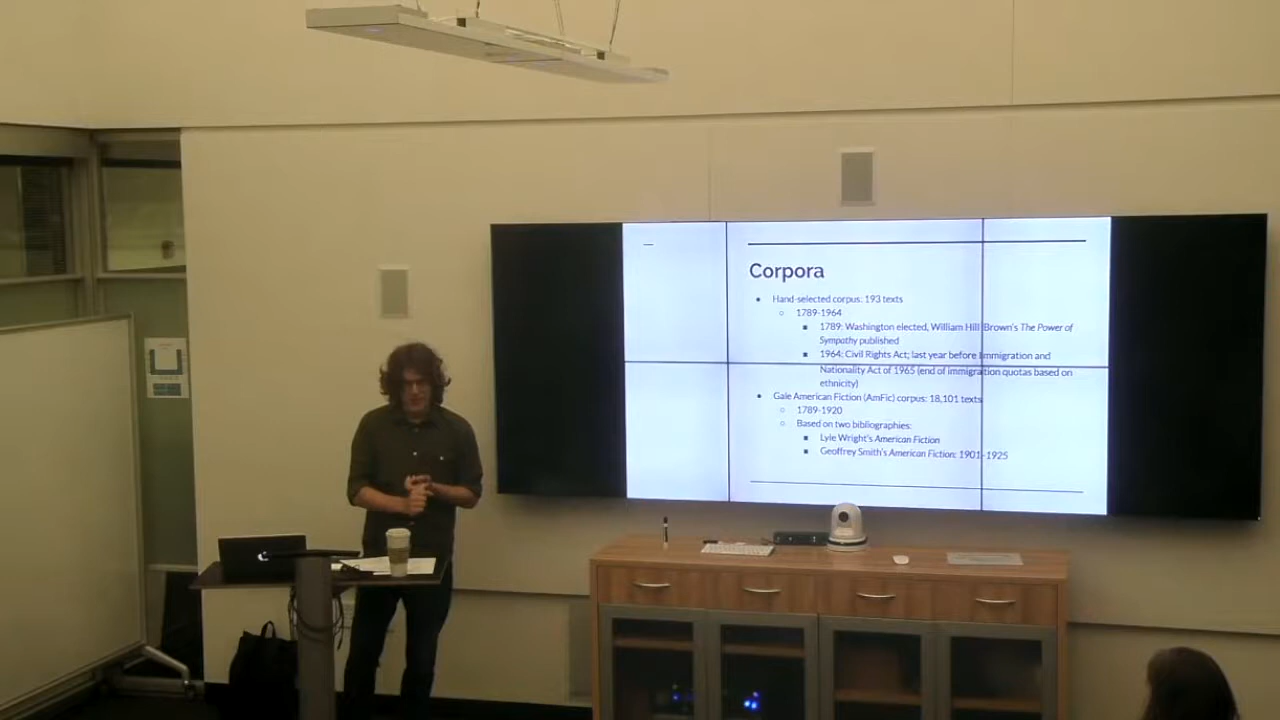 Corpora
● Hand-selected corpus: 193 texts
○ 1789-1964
■ 1789: Washington elected, William Hill Brown's The Power of
Sympathy published
■ 1964: Civil Rights Act; last year before Immigration and
Nationality Act of 1965 (end of immigration quotas based on
ethnicity)
● Gale American Fiction (AmFic) corpus: 18,101 texts
○ 1789-1920
○ Based on two bibliographies:
■ Lyle Wright's American Fiction
■ Geoffrey Smith's American Fiction: 1901-1925